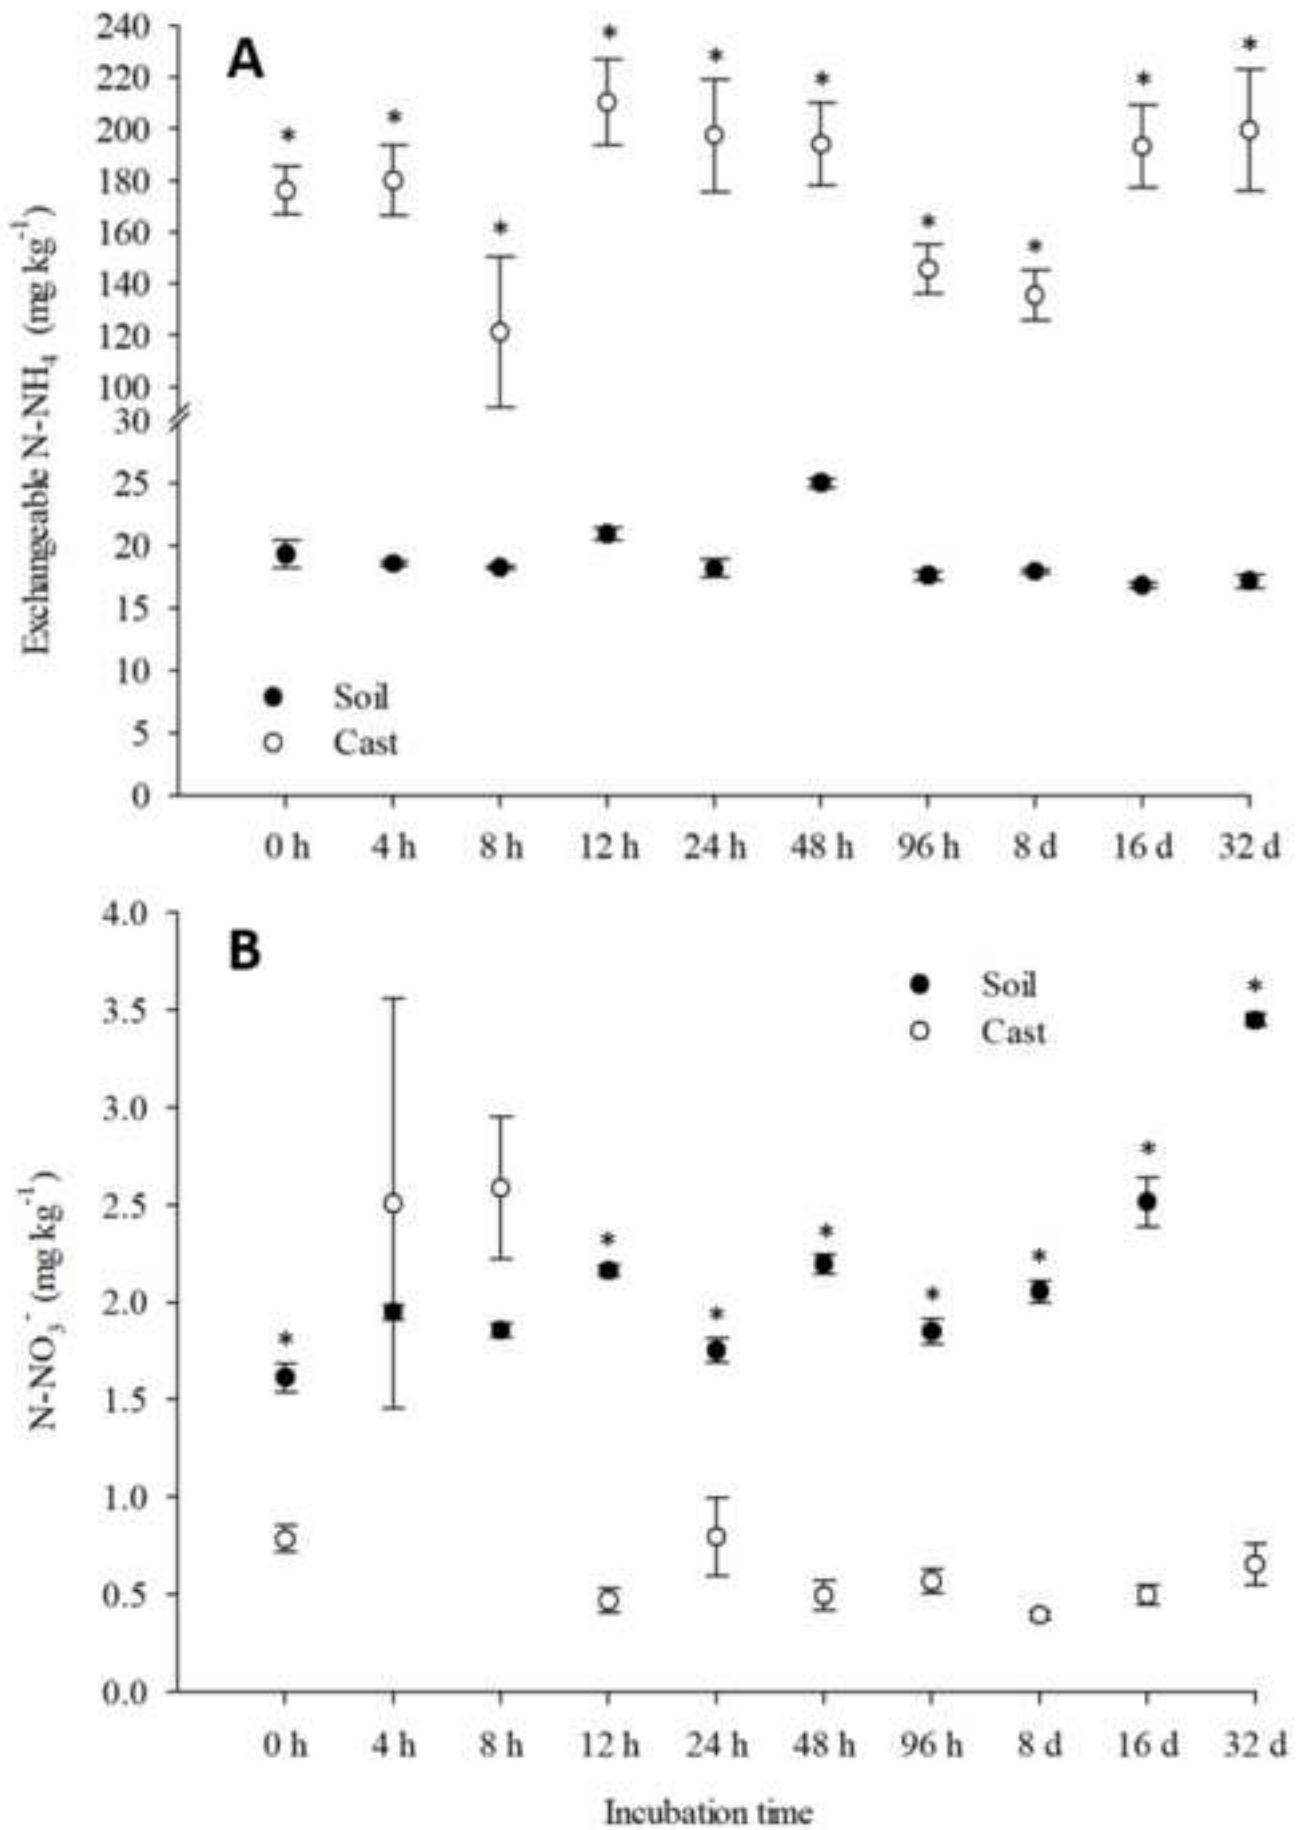 A
Exchangeable N-NH4 (mg kg-1)
240
220
200
180
160
140
120
100
30
25
20
15
10
5
0
* * * * * * * * * *
Soil
Cast
0 h 4 h 8 h 12 h 24 h 48 h 96 h 8 d 16 d 32 d
B
N-NO3- (mg kg-1)
4.0
3.5
3.0
2.5
2.0
1.5
1.0
0.5
0.0
Soil
Cast
* * * * * * * *
0 h 4 h 8 h 12 h 24 h 48 h 96 h 8 d 16 d 32 d
Incubation time